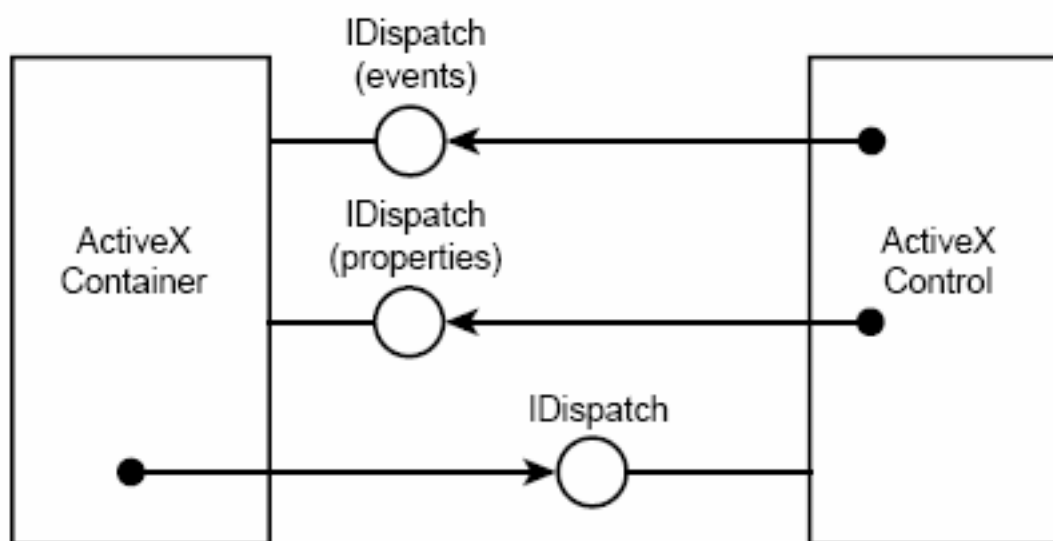 IDispatch
(events)
IDispatch
(properties)
ActiveX
Container
ActiveX
Control
IDispatch